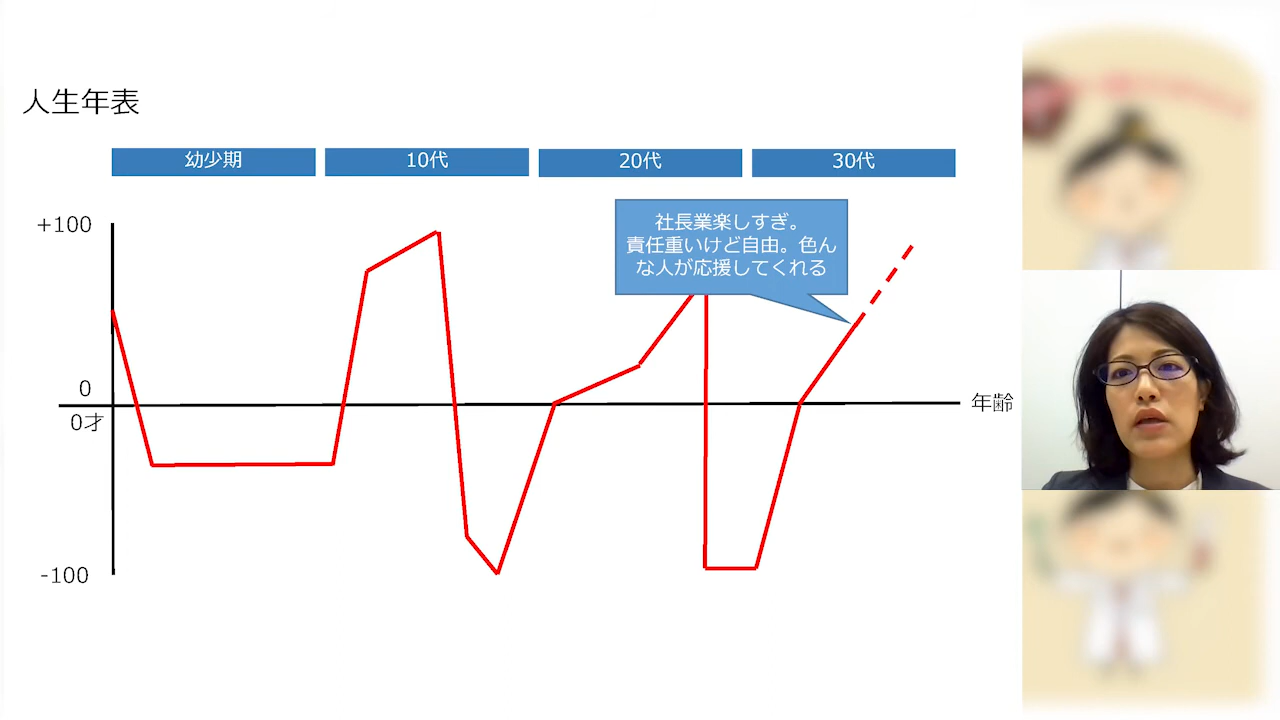 人生年表
幼少期
10代
20代
30代
+100
社長業楽しすぎ。
責任重いけど自由。色ん
な人が応援してくれる
0
0才
年齢
-100